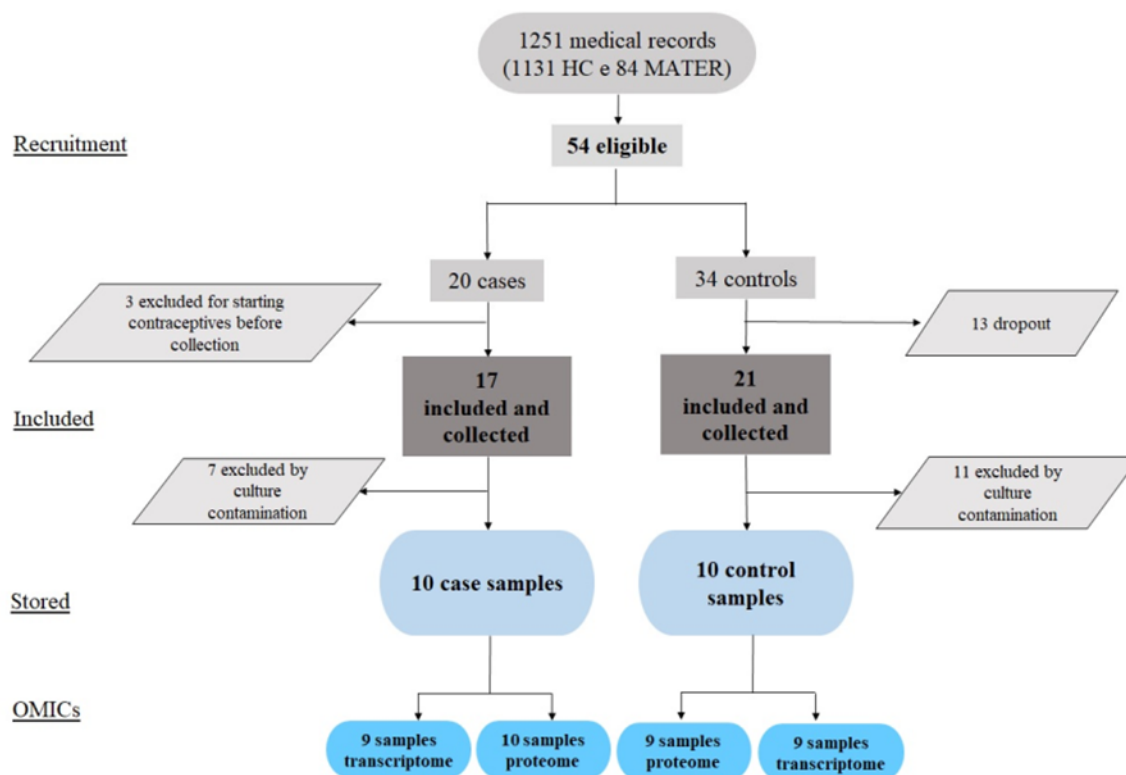 1251 medical records
(1131 HC e 84 MATER)
Recruitment
54 eligible
20 cases
34 controls
3 excluded for starting
contraceptives before
collection
13 dropout
17
included and
collected
21
included and
collected
Included
7 excluded by
culture
contamination
11 excluded by
culture
contamination
10 case samples
10 control
samples
Stored
OMICs
9 samples
transcriptome
10 samples
proteome
9 samples
proteome
9 samples
transcriptome